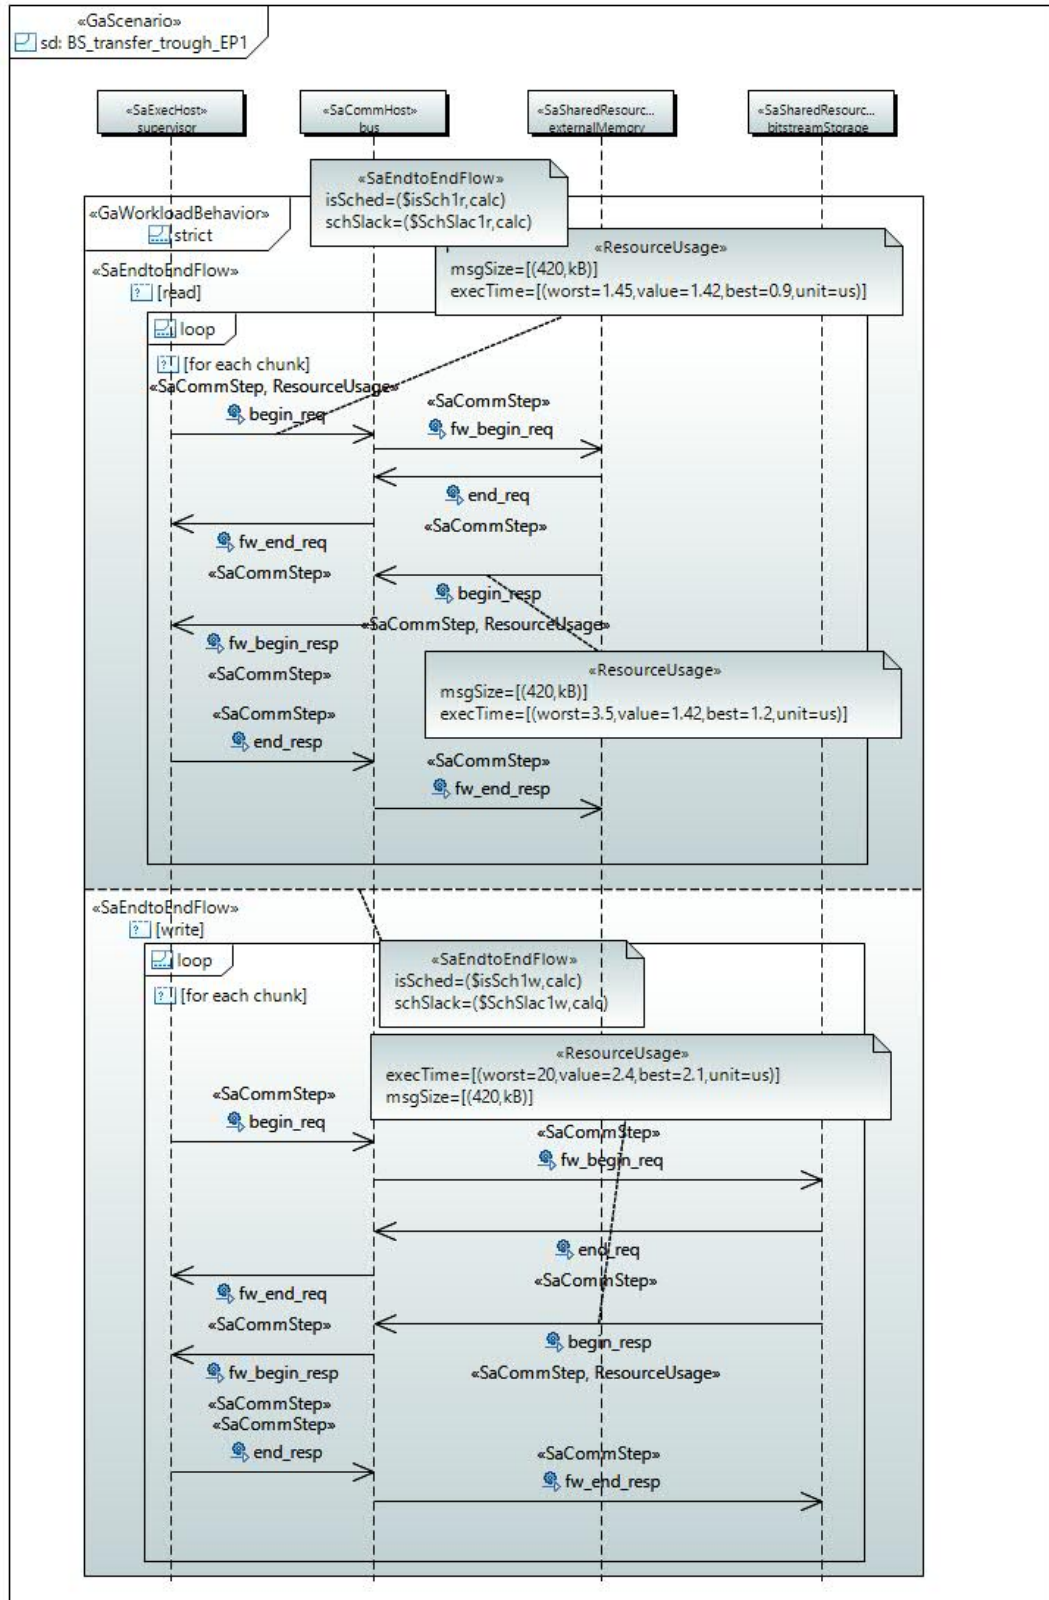 «GaScenario»
sd: BS_transfer_trough_EP1
«SaExecHost»
supervisor
«SaCommHost»
bus
«SaSharedResourc...
externalMemory
«SaSharedResourc...
bitstreamStorage
«SaEndtoEndFlow»
isSched=($isSch1r,calc)
schSlack=($SchSlac1r,calc)
«GaWorkloadBehavior»
strict
«ResourceUsage»
msgSize=[(420,kB)]
execTime=[(worst=1.45,value=1.42,best=0.9,unit=us)]
«SaEndtoEndFlow»
[read]
loop
[for each chunk]
«SaCommStep, ResourceUsage»
begin_req
«SaCommStep»
fw_begin_req
end_req
«SaCommStep»
fw_end_req
«SaCommStep»
begin_resp
«SaCommStep, ResourceUsage»
fw_begin_resp
«SaCommStep»
«ResourceUsage»
msgSize=[(420,kB)]
execTime=[(worst=3.5,value=1.42,best=1.2,unit=us)]
«SaCommStep»
end_resp
«SaCommStep»
fw_end_resp
«SaEndtoEndFlow»
[write]
loop
[for each chunk]
«SaEndtoEndFlow»
isSched=($isSch1w,calc)
schSlack=($SchSlac1w,calc)
«ResourceUsage»
execTime=[(worst=20,value=2.4,best=2.1,unit=us)]
msgSize=[(420,kB)]
«SaCommStep»
begin_req
«SaCommStep»
fw_begin_req
end_req
«SaCommStep»
fw_end_req
«SaCommStep»
begin_resp
«SaCommStep, ResourceUsage»
fw_begin_resp
«SaCommStep»
«SaCommStep»
end_resp
«SaCommStep»
fw_end_resp